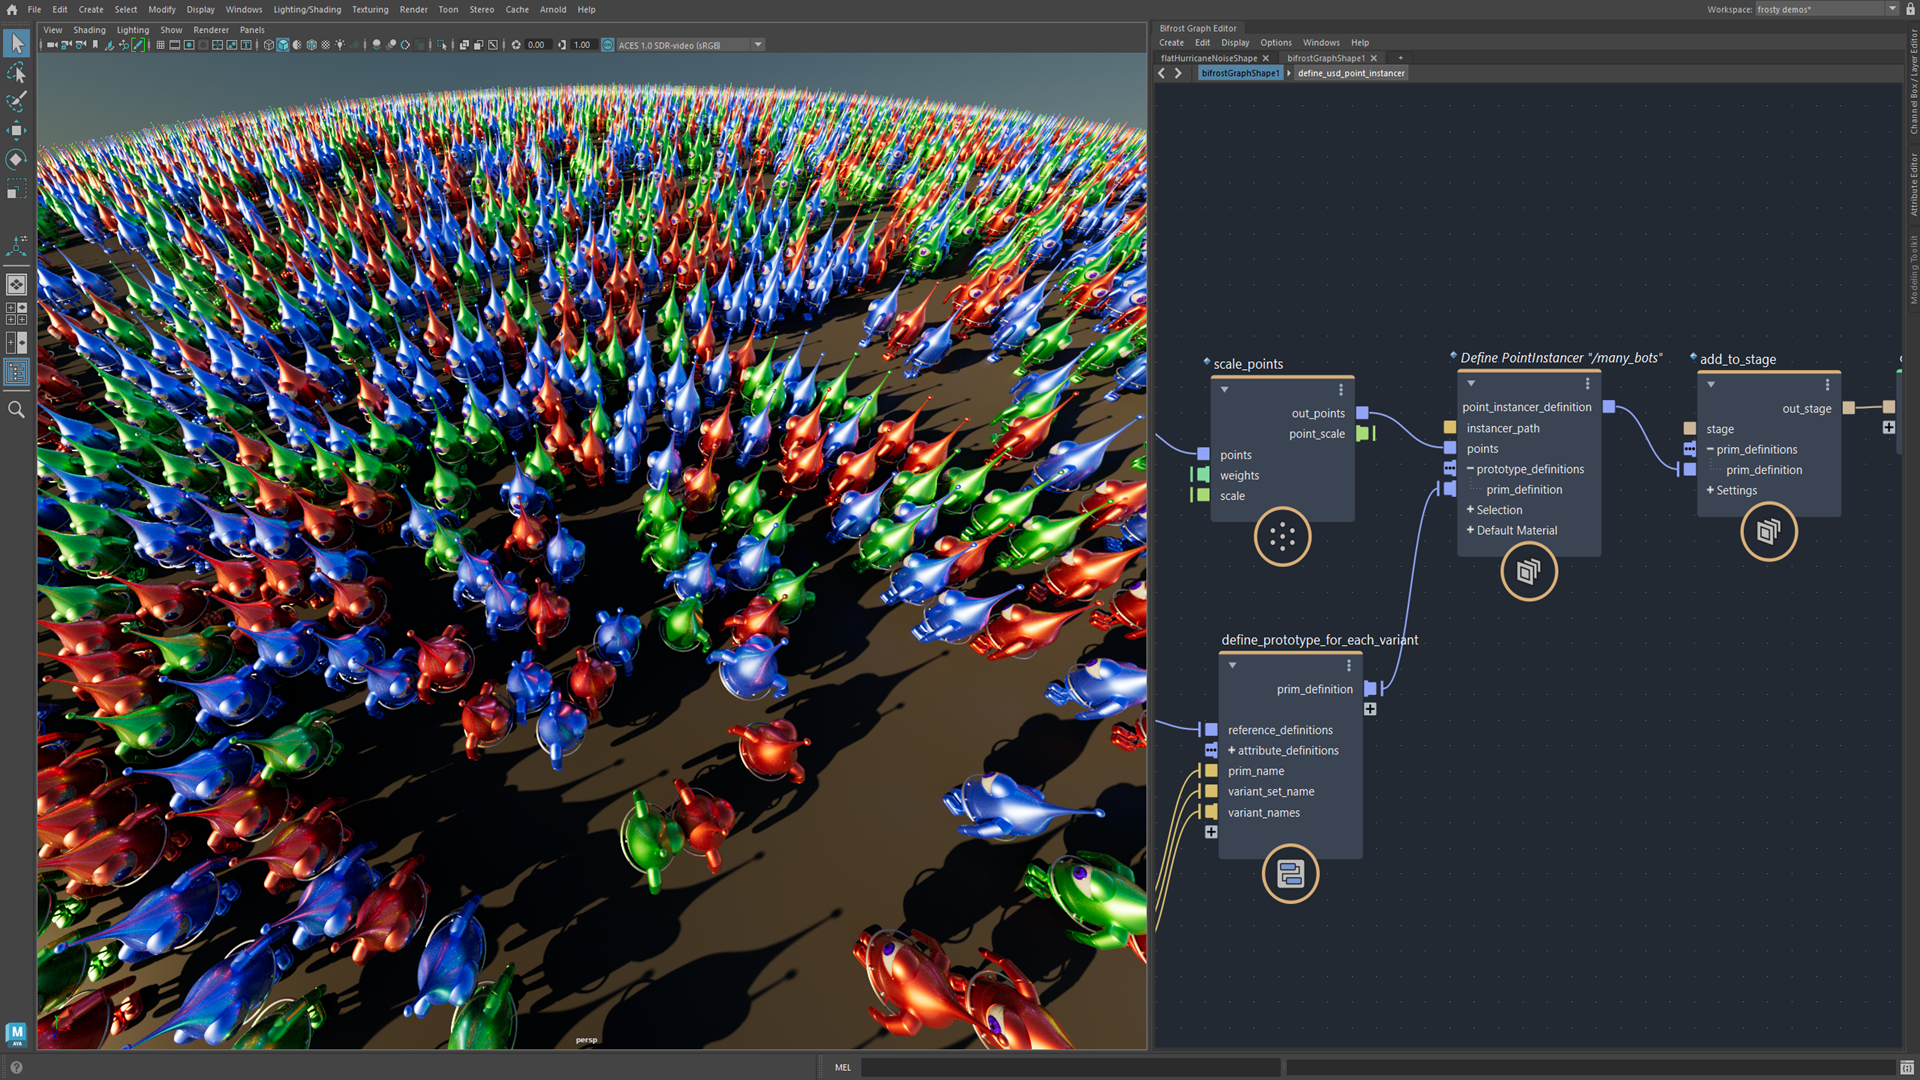 File Edit Create Select Modify Display Windows Lighting/Shading Texturing Render Toon Stereo Cache Arnold Help
Workspace: frosty demos*
View Shading Lighting Show Renderer Panels
0.00 1.00 ACES 1.0 SDR-video (sRGB)
Bifrost Graph Editor
Create Edit Display Options Windows Help
flatHurricaneNoiseShape bifrostGraphShape1 +
bifrostGraphShape1 define_usd_point_instancer
Channel Box / Layer Editor
Attribute Editor
Modeling Toolkit
scale_points
out_points
point_scale
points
weights
scale
Define PointInstancer "/many_bots"
point_instancer_definition
instancer_path
points
prototype_definitions
prim_definition
+ Selection
+ Default Material
add_to_stage
out_stage
stage
prim_definitions
prim_definition
+ Settings
define_prototype_for_each_variant
prim_definition
reference_definitions
+ attribute_definitions
prim_name
variant_set_name
variant_names
persp
M
AYA
MEL